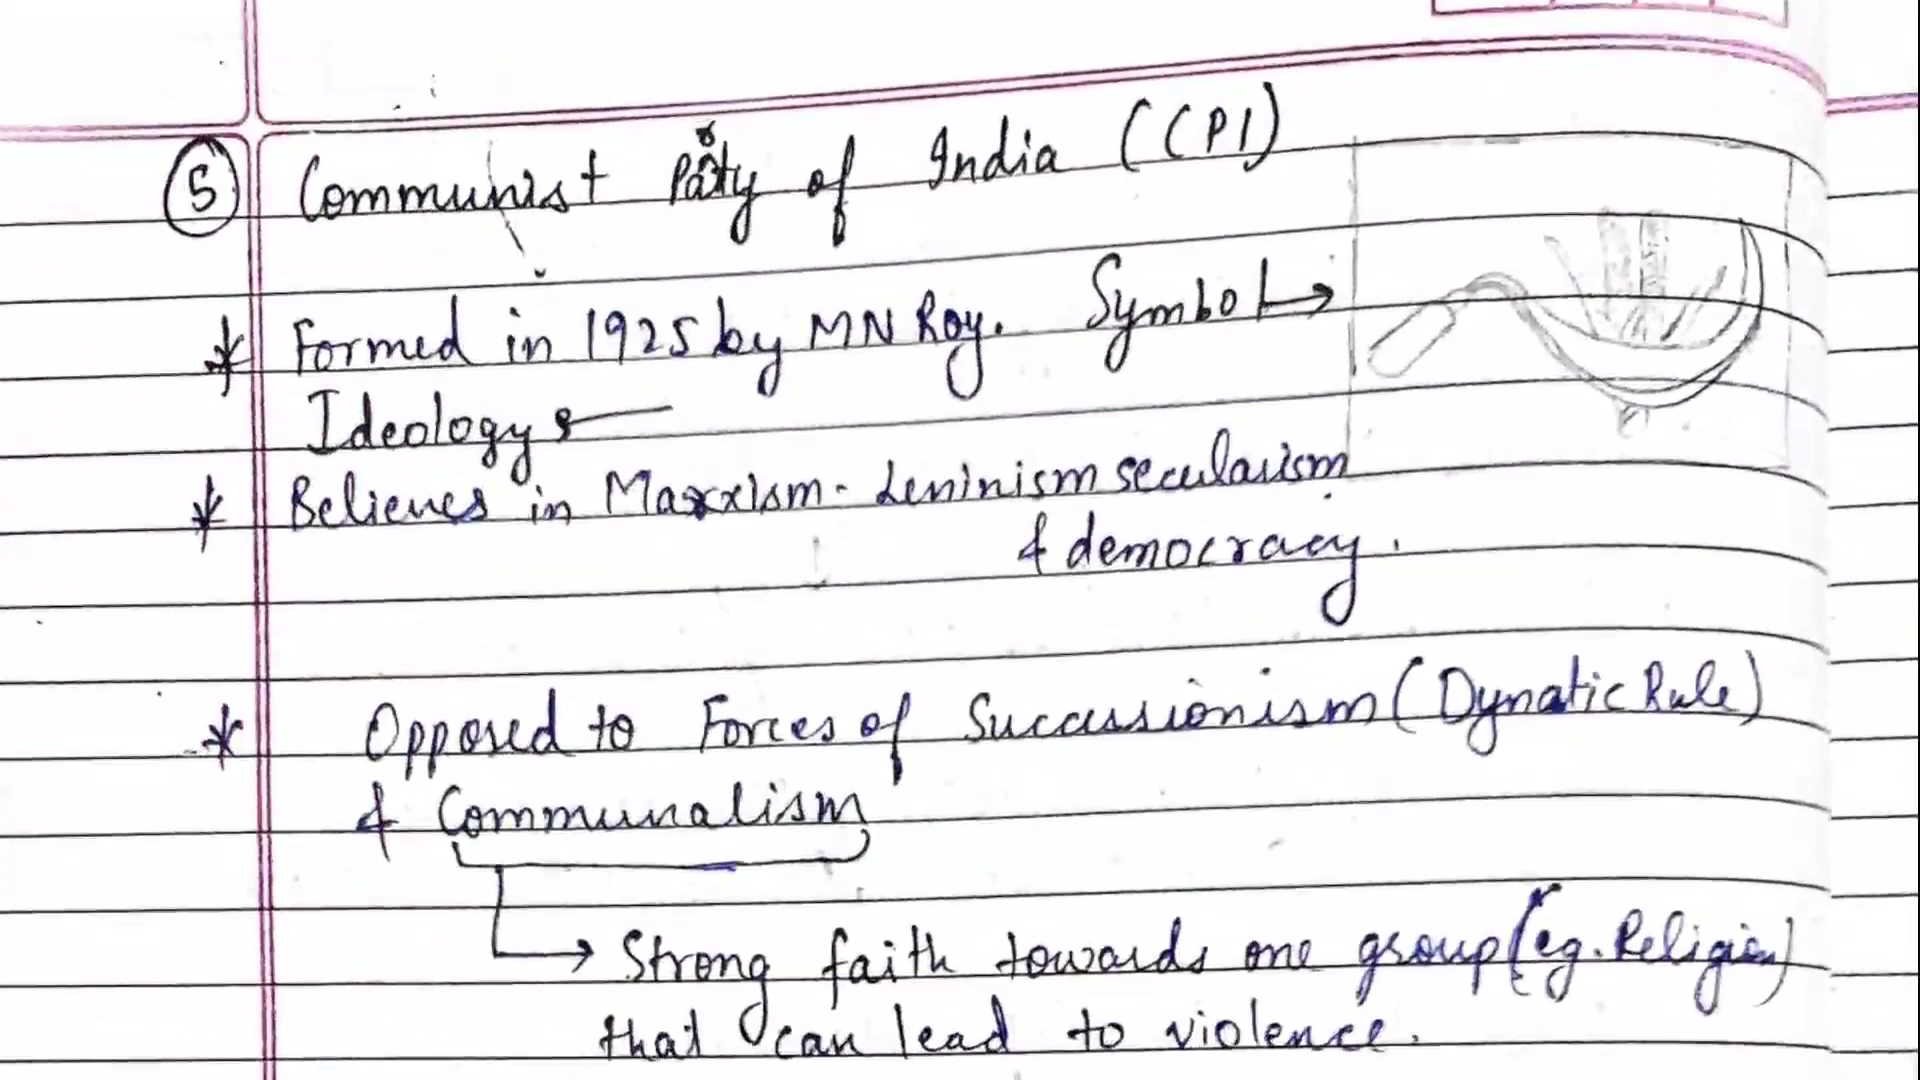 5 Communist Party of India (CPI)
* Formed in 1925 by MN Roy. Symbol →
Ideology :—
* Believes in Marxism - Leninism secularism
& democracy.
* Opposed to Forces of Successionism (Dynatic Rule)
& Communalism
→ Strong faith towards one group (eg. Religion)
that can lead to violence.